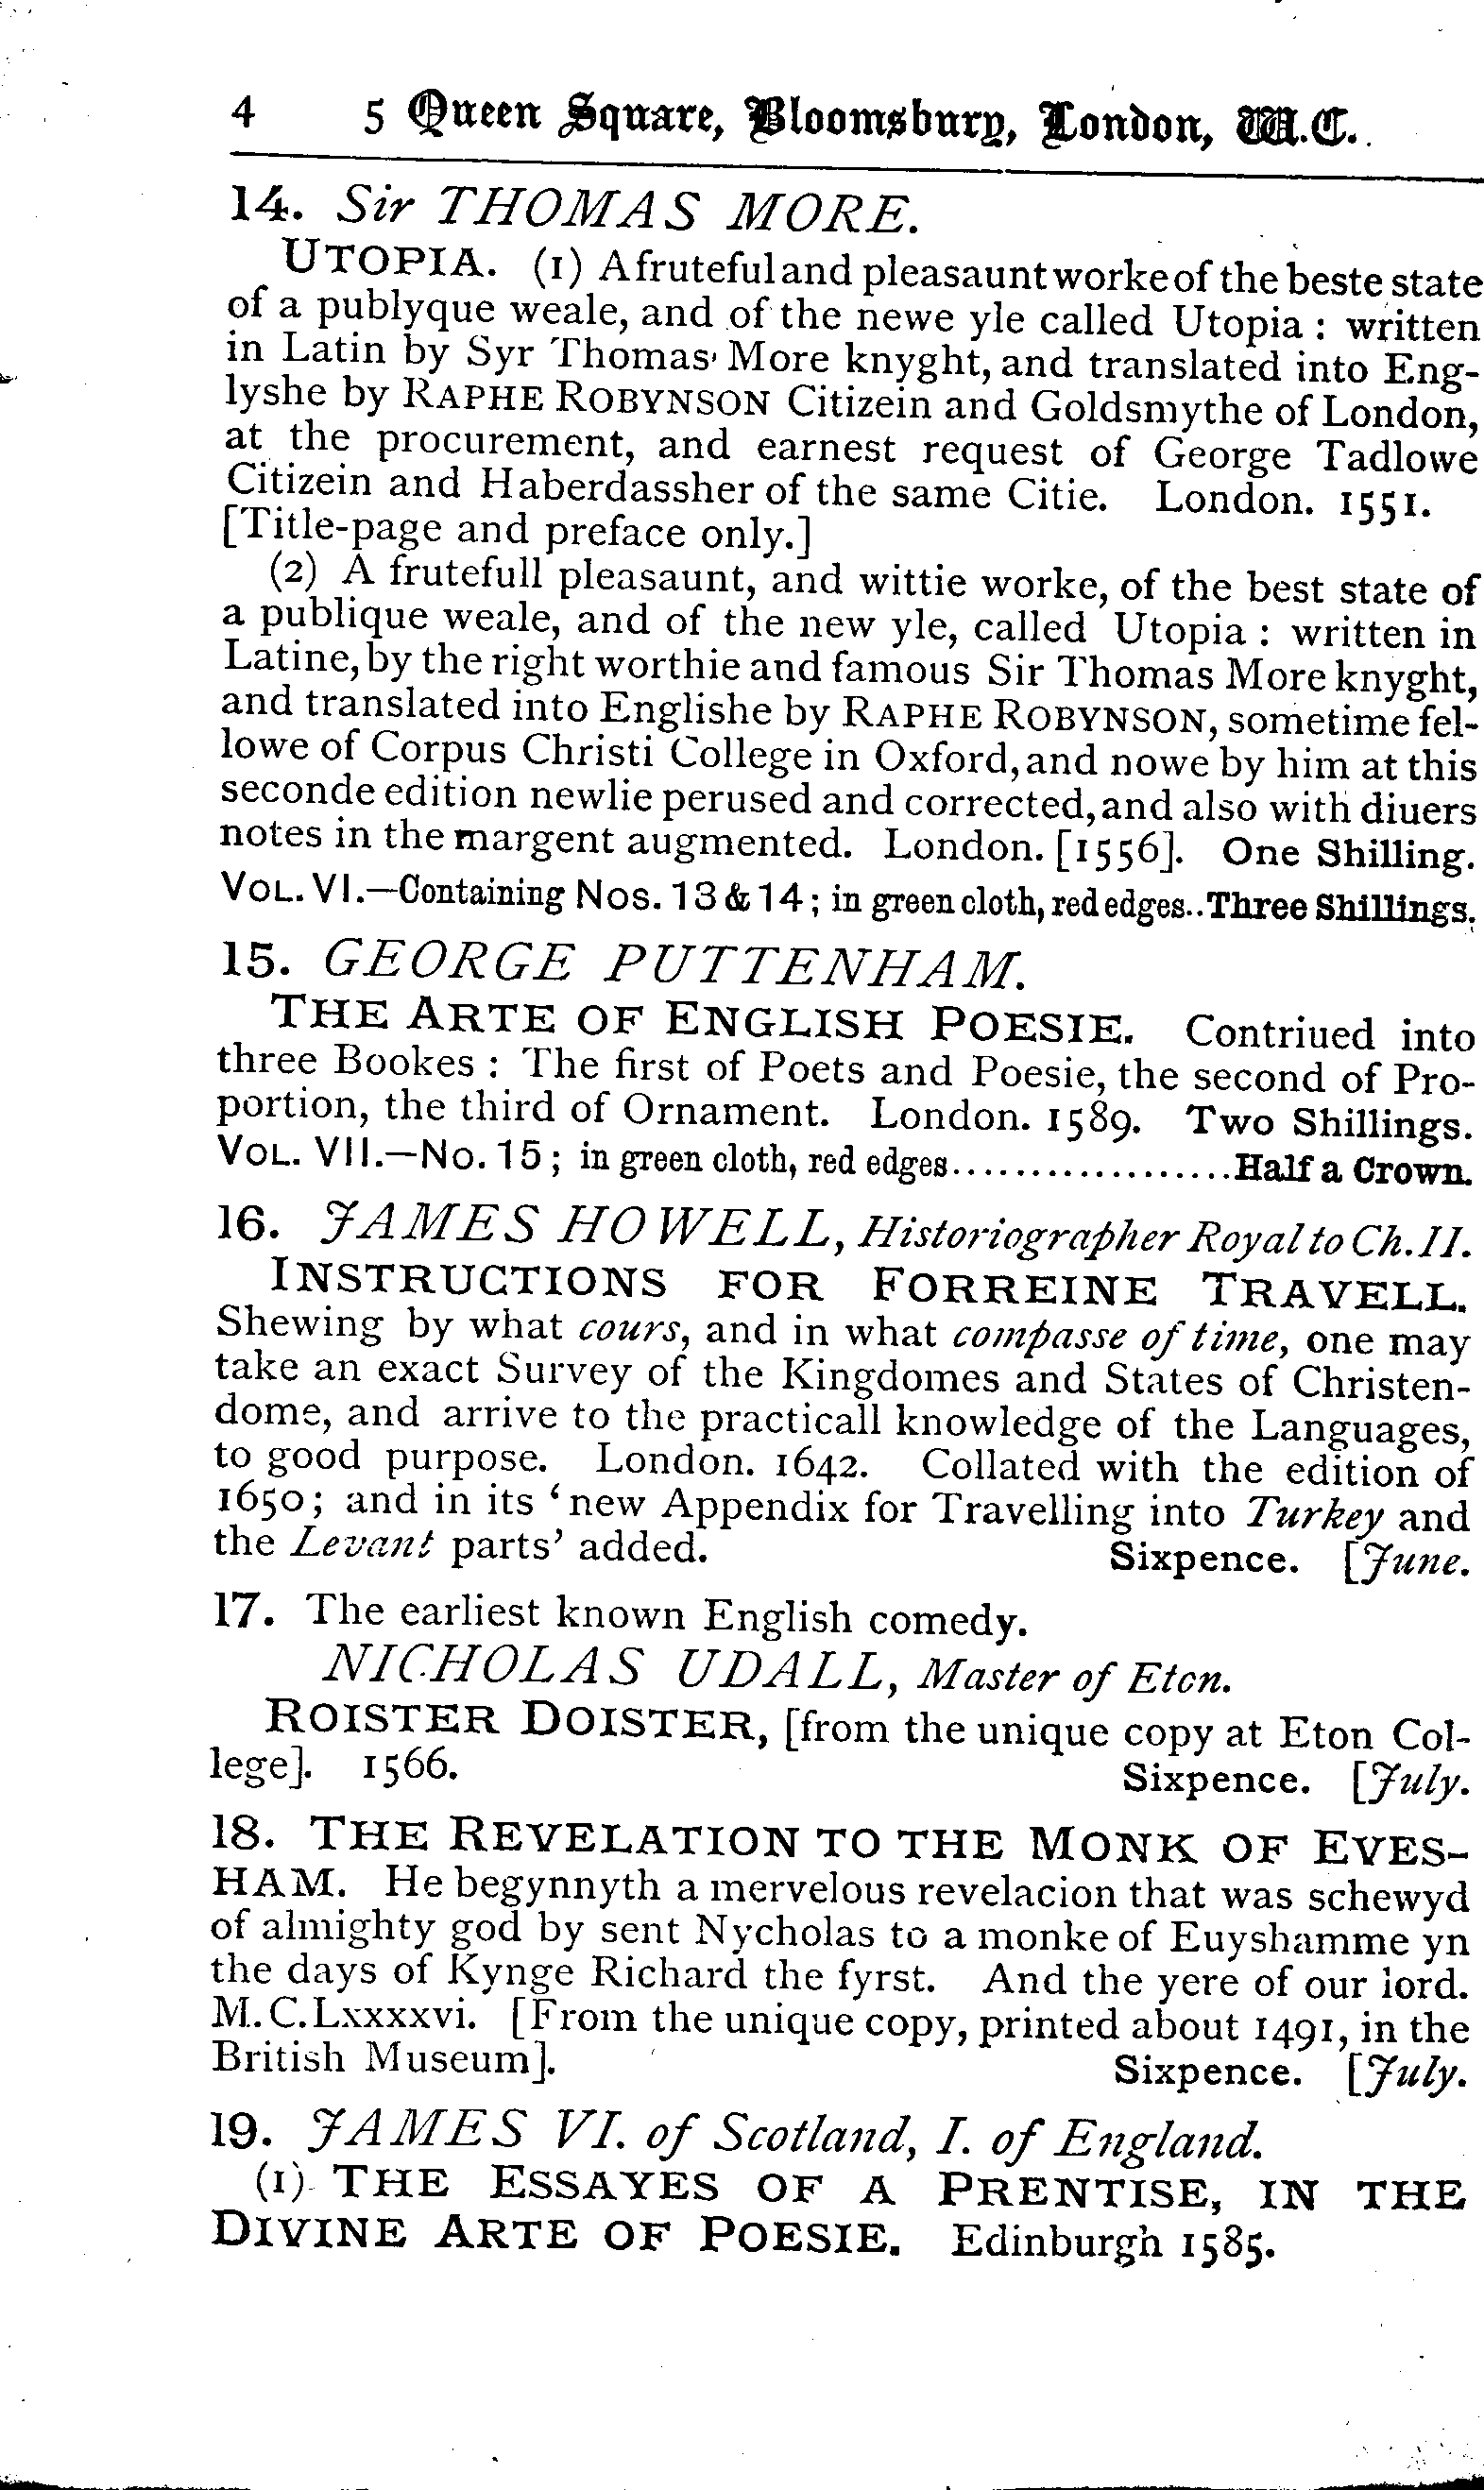 4 5 Queen Square, Bloomsbury, London, W.C.
14. Sir THOMAS MORE.
UTOPIA. (1) A fruteful and pleasaunt worke of the beste state
of a publyque weale, and of the newe yle called Utopia : written
in Latin by Syr Thomas More knyght, and translated into Eng-
lyshe by RAPHE ROBYNSON Citizein and Goldsmythe of London,
at the procurement, and earnest request of George Tadlowe
Citizein and Haberdassher of the same Citie. London. 1551.
[Title-page and preface only.]
(2) A frutefull pleasaunt, and wittie worke, of the best state of
a publique weale, and of the new yle, called Utopia : written in
Latine, by the right worthie and famous Sir Thomas More knyght,
and translated into Englishe by RAPHE ROBYNSON, sometime fel-
lowe of Corpus Christi College in Oxford, and nowe by him at this
seconde edition newlie perused and corrected, and also with diuers
notes in the margent augmented. London. [1556]. One Shilling.
VOL. VI.—Containing Nos. 13 & 14 ; in green cloth, red edges..Three Shillings.
15. GEORGE PUTTENHAM.
THE ARTE OF ENGLISH POESIE. Contriued into
three Bookes : The first of Poets and Poesie, the second of Pro-
portion, the third of Ornament. London. 1589. Two Shillings.
VOL. VII.—No. 15 ; in green cloth, red edges..................Half a Crown.
16. JAMES HOWELL, Historiographer Royal to Ch. II.
INSTRUCTIONS FOR FORREINE TRAVELL.
Shewing by what cours, and in what compasse of time, one may
take an exact Survey of the Kingdomes and States of Christen-
dome, and arrive to the practicall knowledge of the Languages,
to good purpose. London. 1642. Collated with the edition of
1650; and in its ‘new Appendix for Travelling into Turkey and
the Levant parts’ added. Sixpence. [June.
17. The earliest known English comedy.
NICHOLAS UDALL, Master of Eton.
ROISTER DOISTER, [from the unique copy at Eton Col-
lege]. 1566. Sixpence. [July.
18. THE REVELATION TO THE MONK OF EVES-
HAM. He begynnyth a mervelous revelacion that was schewyd
of almighty god by sent Nycholas to a monke of Euyshamme yn
the days of Kynge Richard the fyrst. And the yere of our lord.
M.C.Lxxxxvi. [From the unique copy, printed about 1491, in the
British Museum]. Sixpence. [July.
19. JAMES VI. of Scotland, I. of England.
(1) THE ESSAYES OF A PRENTISE, IN THE
DIVINE ARTE OF POESIE. Edinburgh 1585.